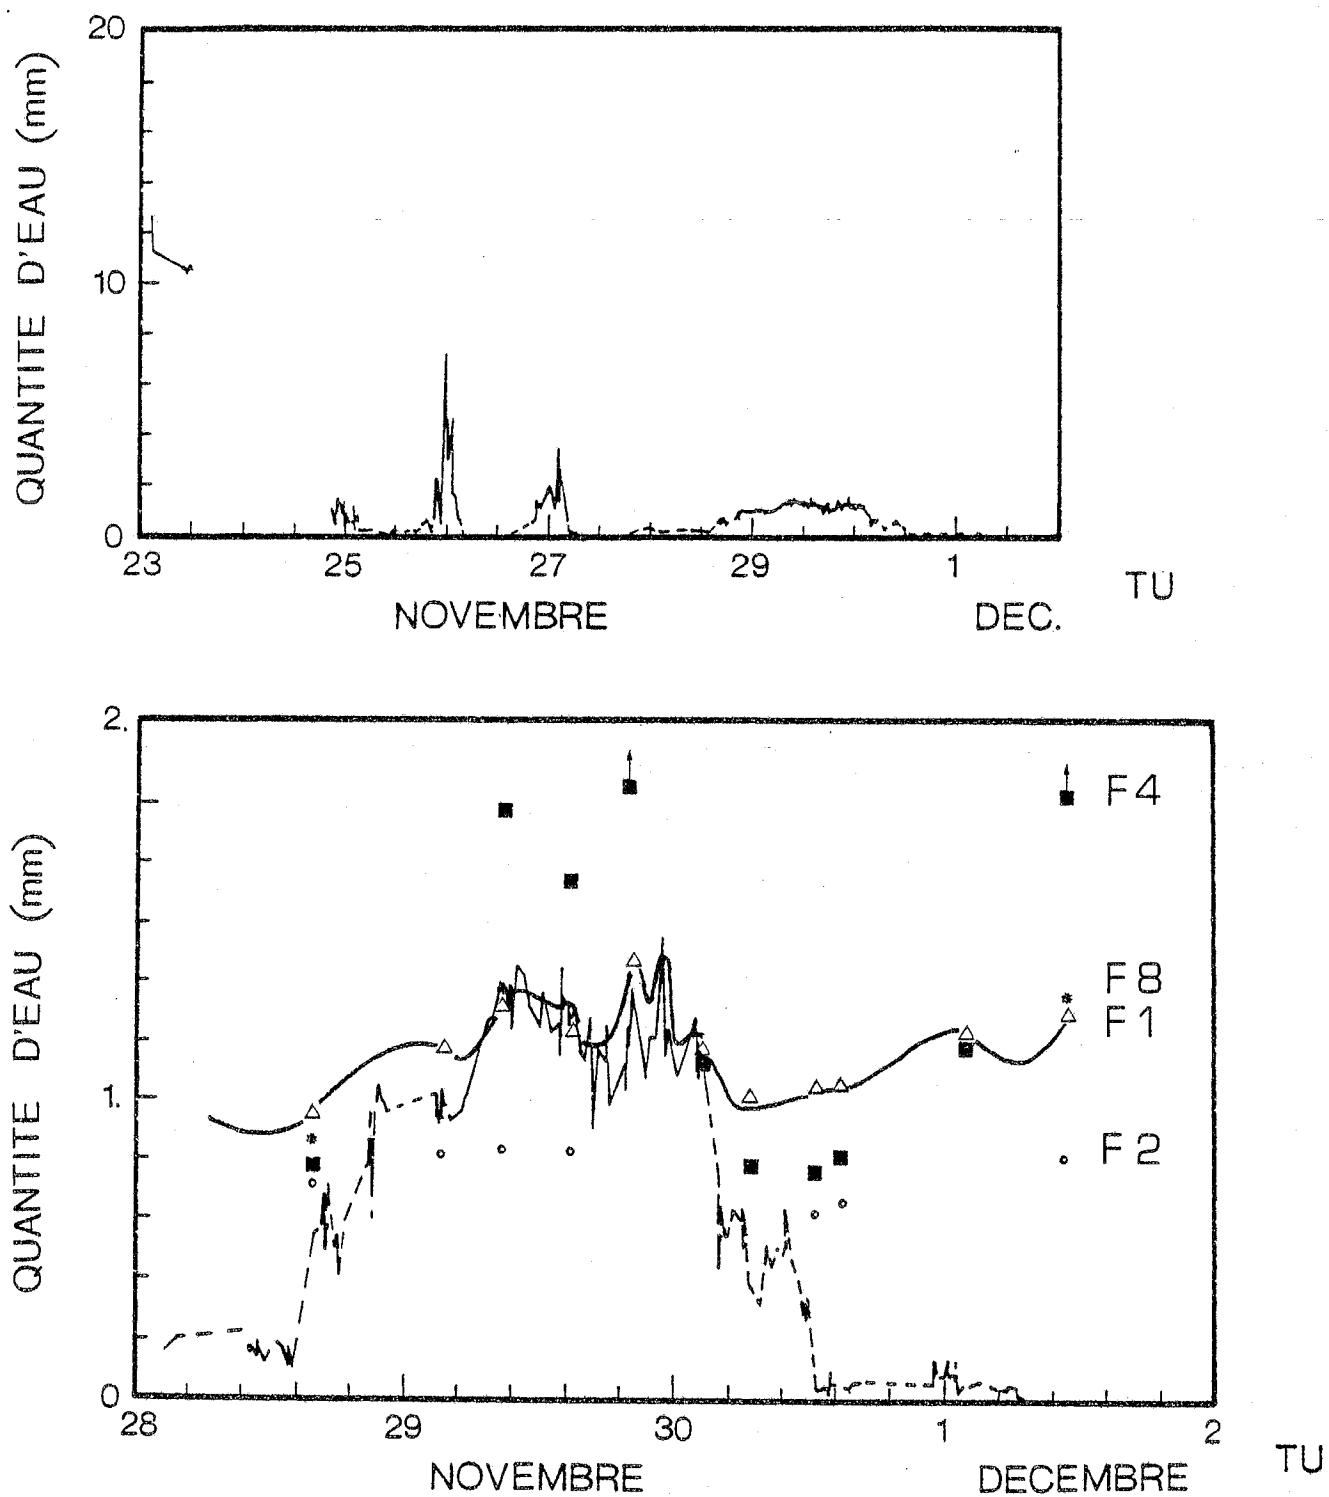 20
QUANTITE D'EAU (mm)
10
0
23 25 26 27 29 1
TU
NOVEMBRE DEC.
2.
F4
QUANTITE D'EAU (mm)
F8
F1
1.
F2
0
28 29 30 1 2
TU
NOVEMBRE DECEMBRE